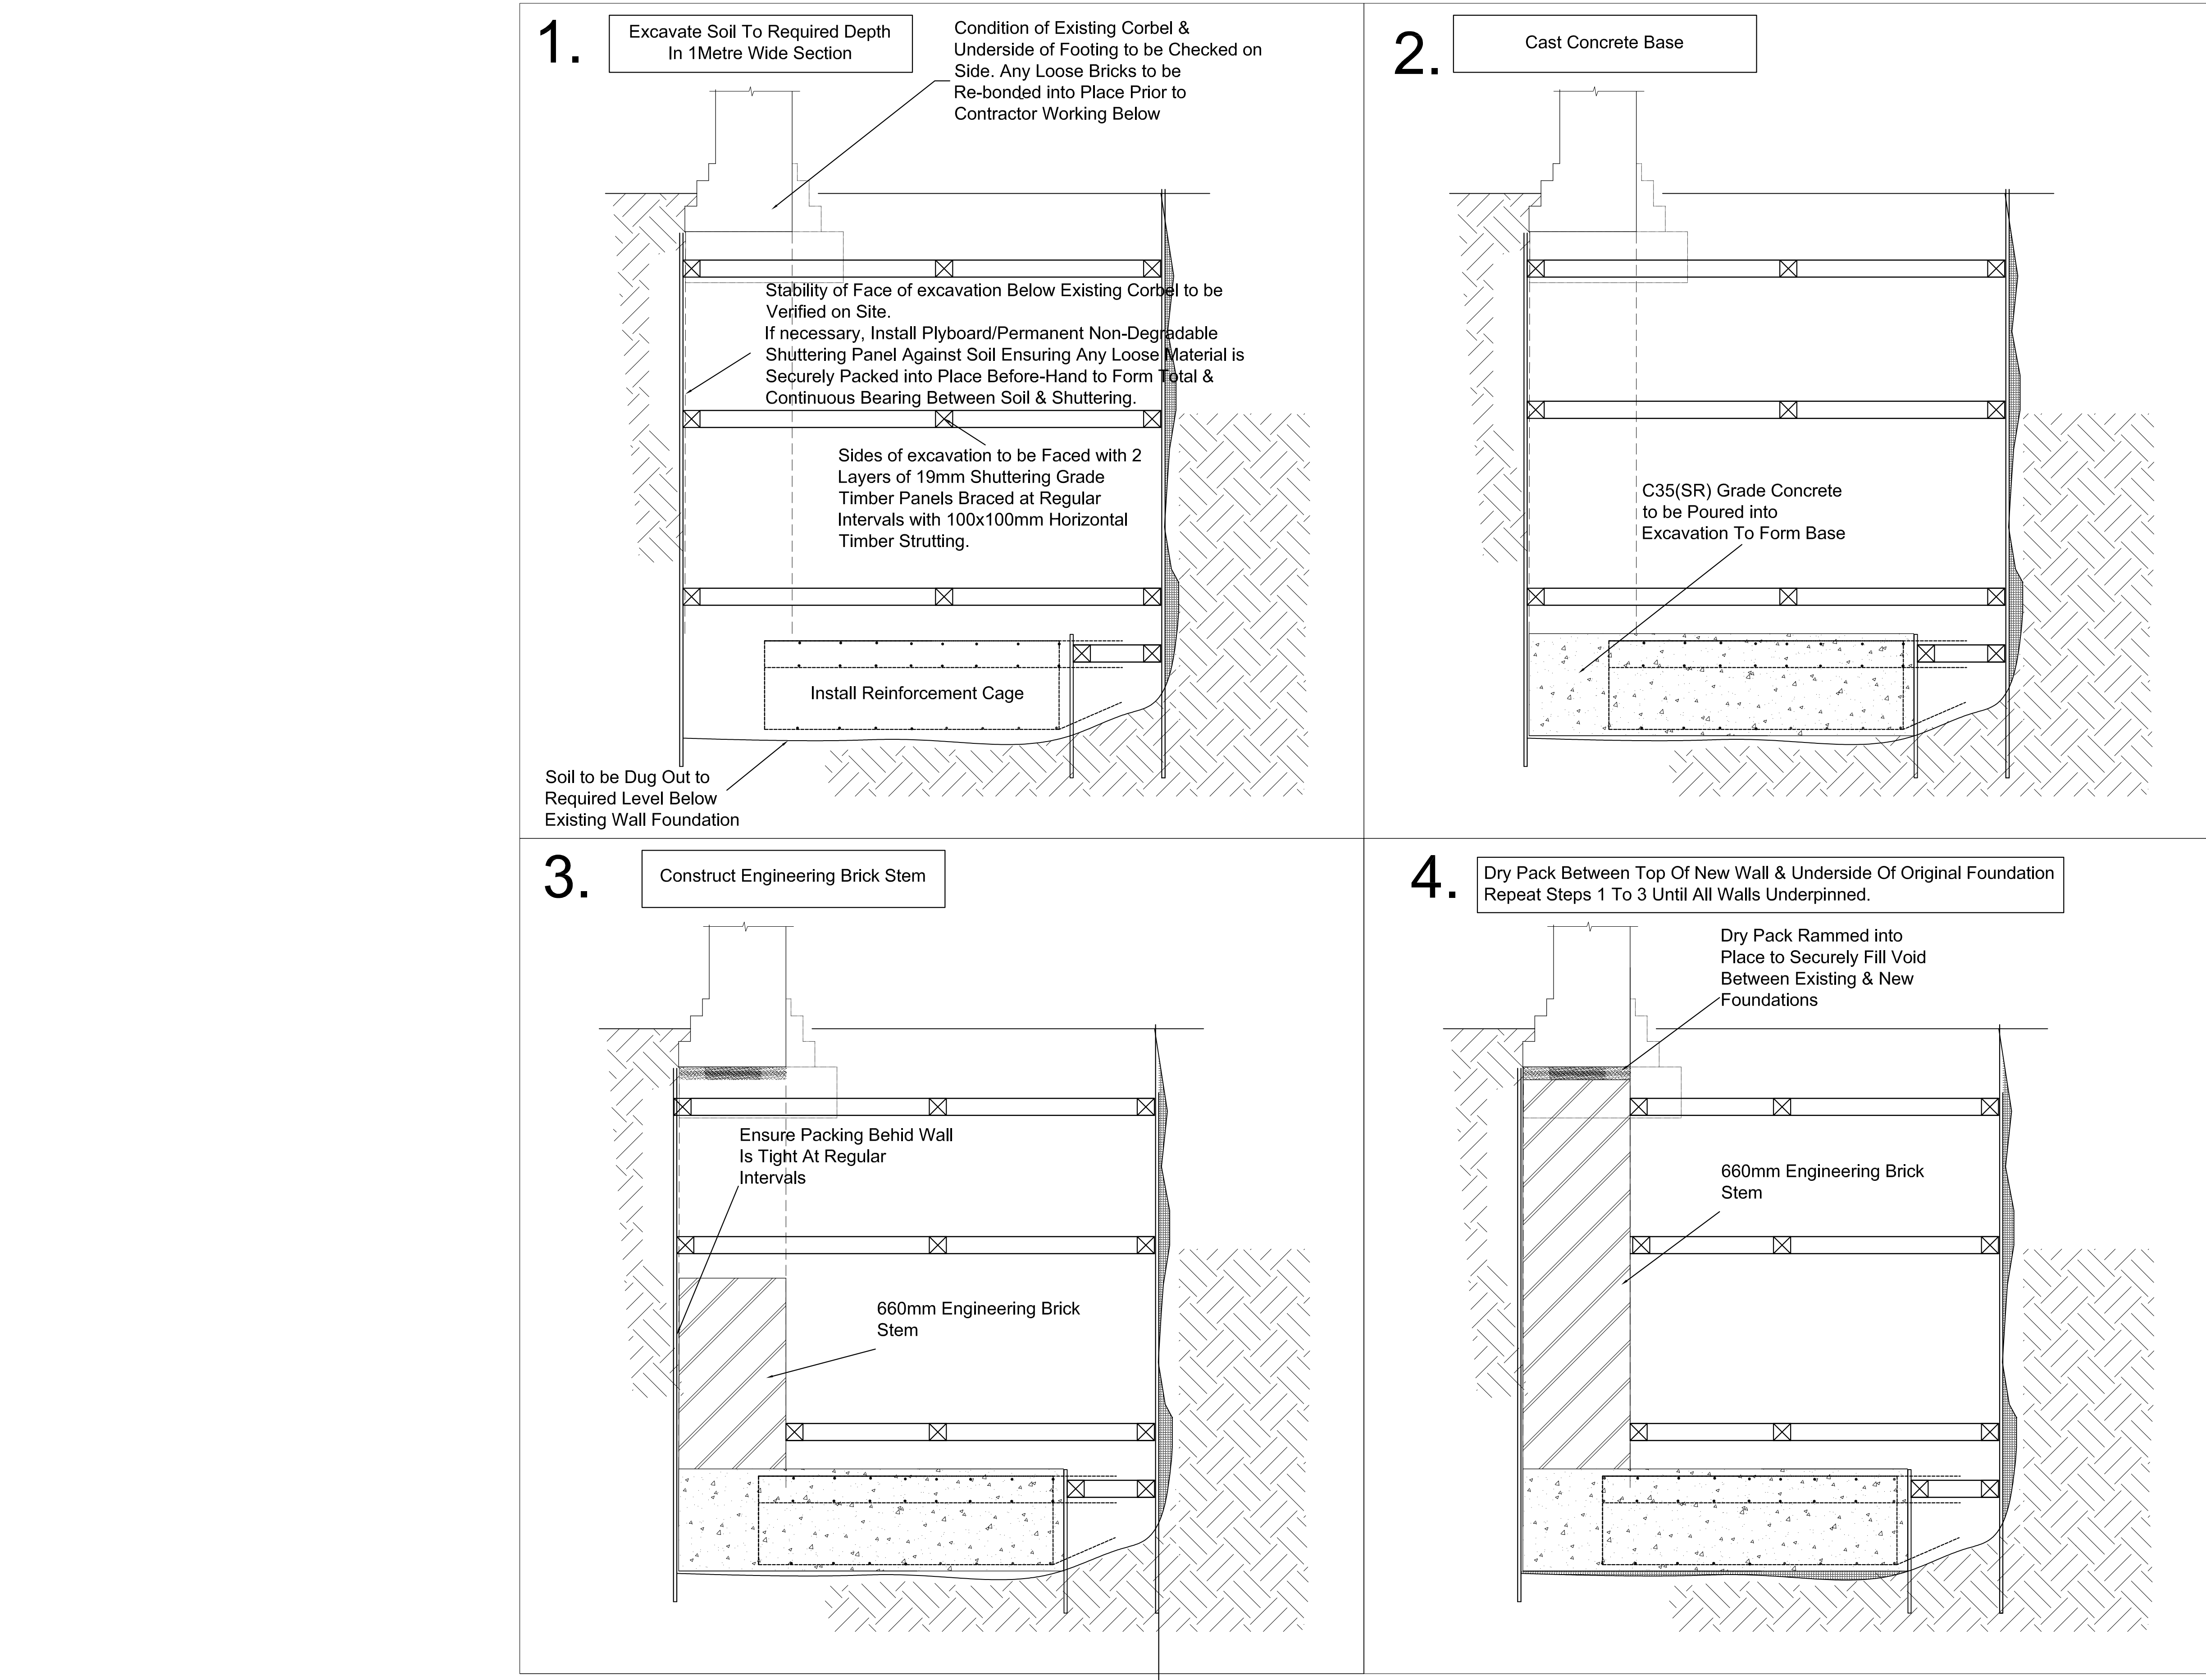 1.
Excavate Soil To Required Depth
In 1Metre Wide Section
Condition of Existing Corbel &
Underside of Footing to be Checked on
Side. Any Loose Bricks to be
Re-bonded into Place Prior to
Contractor Working Below
Stability of Face of excavation Below Existing Corbel to be
Verified on Site.
If necessary, Install Plyboard/Permanent Non-Degradable
Shuttering Panel Against Soil Ensuring Any Loose Material is
Securely Packed into Place Before-Hand to Form Total &
Continuous Bearing Between Soil & Shuttering.
Sides of excavation to be Faced with 2
Layers of 19mm Shuttering Grade
Timber Panels Braced at Regular
Intervals with 100x100mm Horizontal
Timber Strutting.
Install Reinforcement Cage
Soil to be Dug Out to
Required Level Below
Existing Wall Foundation
2.
Cast Concrete Base
C35(SR) Grade Concrete
to be Poured into
Excavation To Form Base
3.
Construct Engineering Brick Stem
Ensure Packing Behid Wall
Is Tight At Regular
Intervals
660mm Engineering Brick
Stem
4.
Dry Pack Between Top Of New Wall & Underside Of Original Foundation
Repeat Steps 1 To 3 Until All Walls Underpinned.
Dry Pack Rammed into
Place to Securely Fill Void
Between Existing & New
Foundations
660mm Engineering Brick
Stem